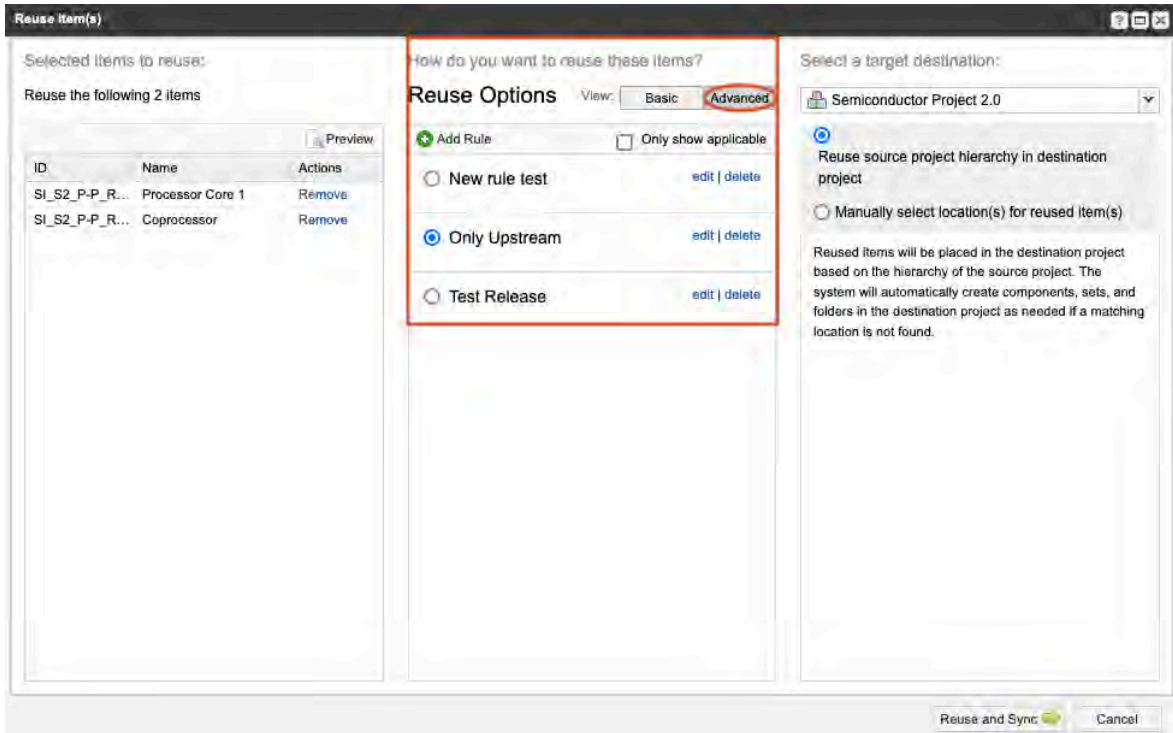 Reuse Item(s)
Selected items to reuse:
Reuse the following 2 items
Preview
ID Name Actions
SI_S2_P-P_R... Processor Core 1 Remove
SI_S2_P-P_R... Coprocessor Remove
How do you want to reuse these items?
Reuse Options View: Basic Advanced
Add Rule Only show applicable
New rule test edit | delete
Only Upstream edit | delete
Test Release edit | delete
Select a target destination:
Semiconductor Project 2.0
Reuse source project hierarchy in destination
project
Manually select location(s) for reused item(s)
Reused items will be placed in the destination project
based on the hierarchy of the source project. The
system will automatically create components, sets, and
folders in the destination project as needed if a matching
location is not found.
Reuse and Sync Cancel